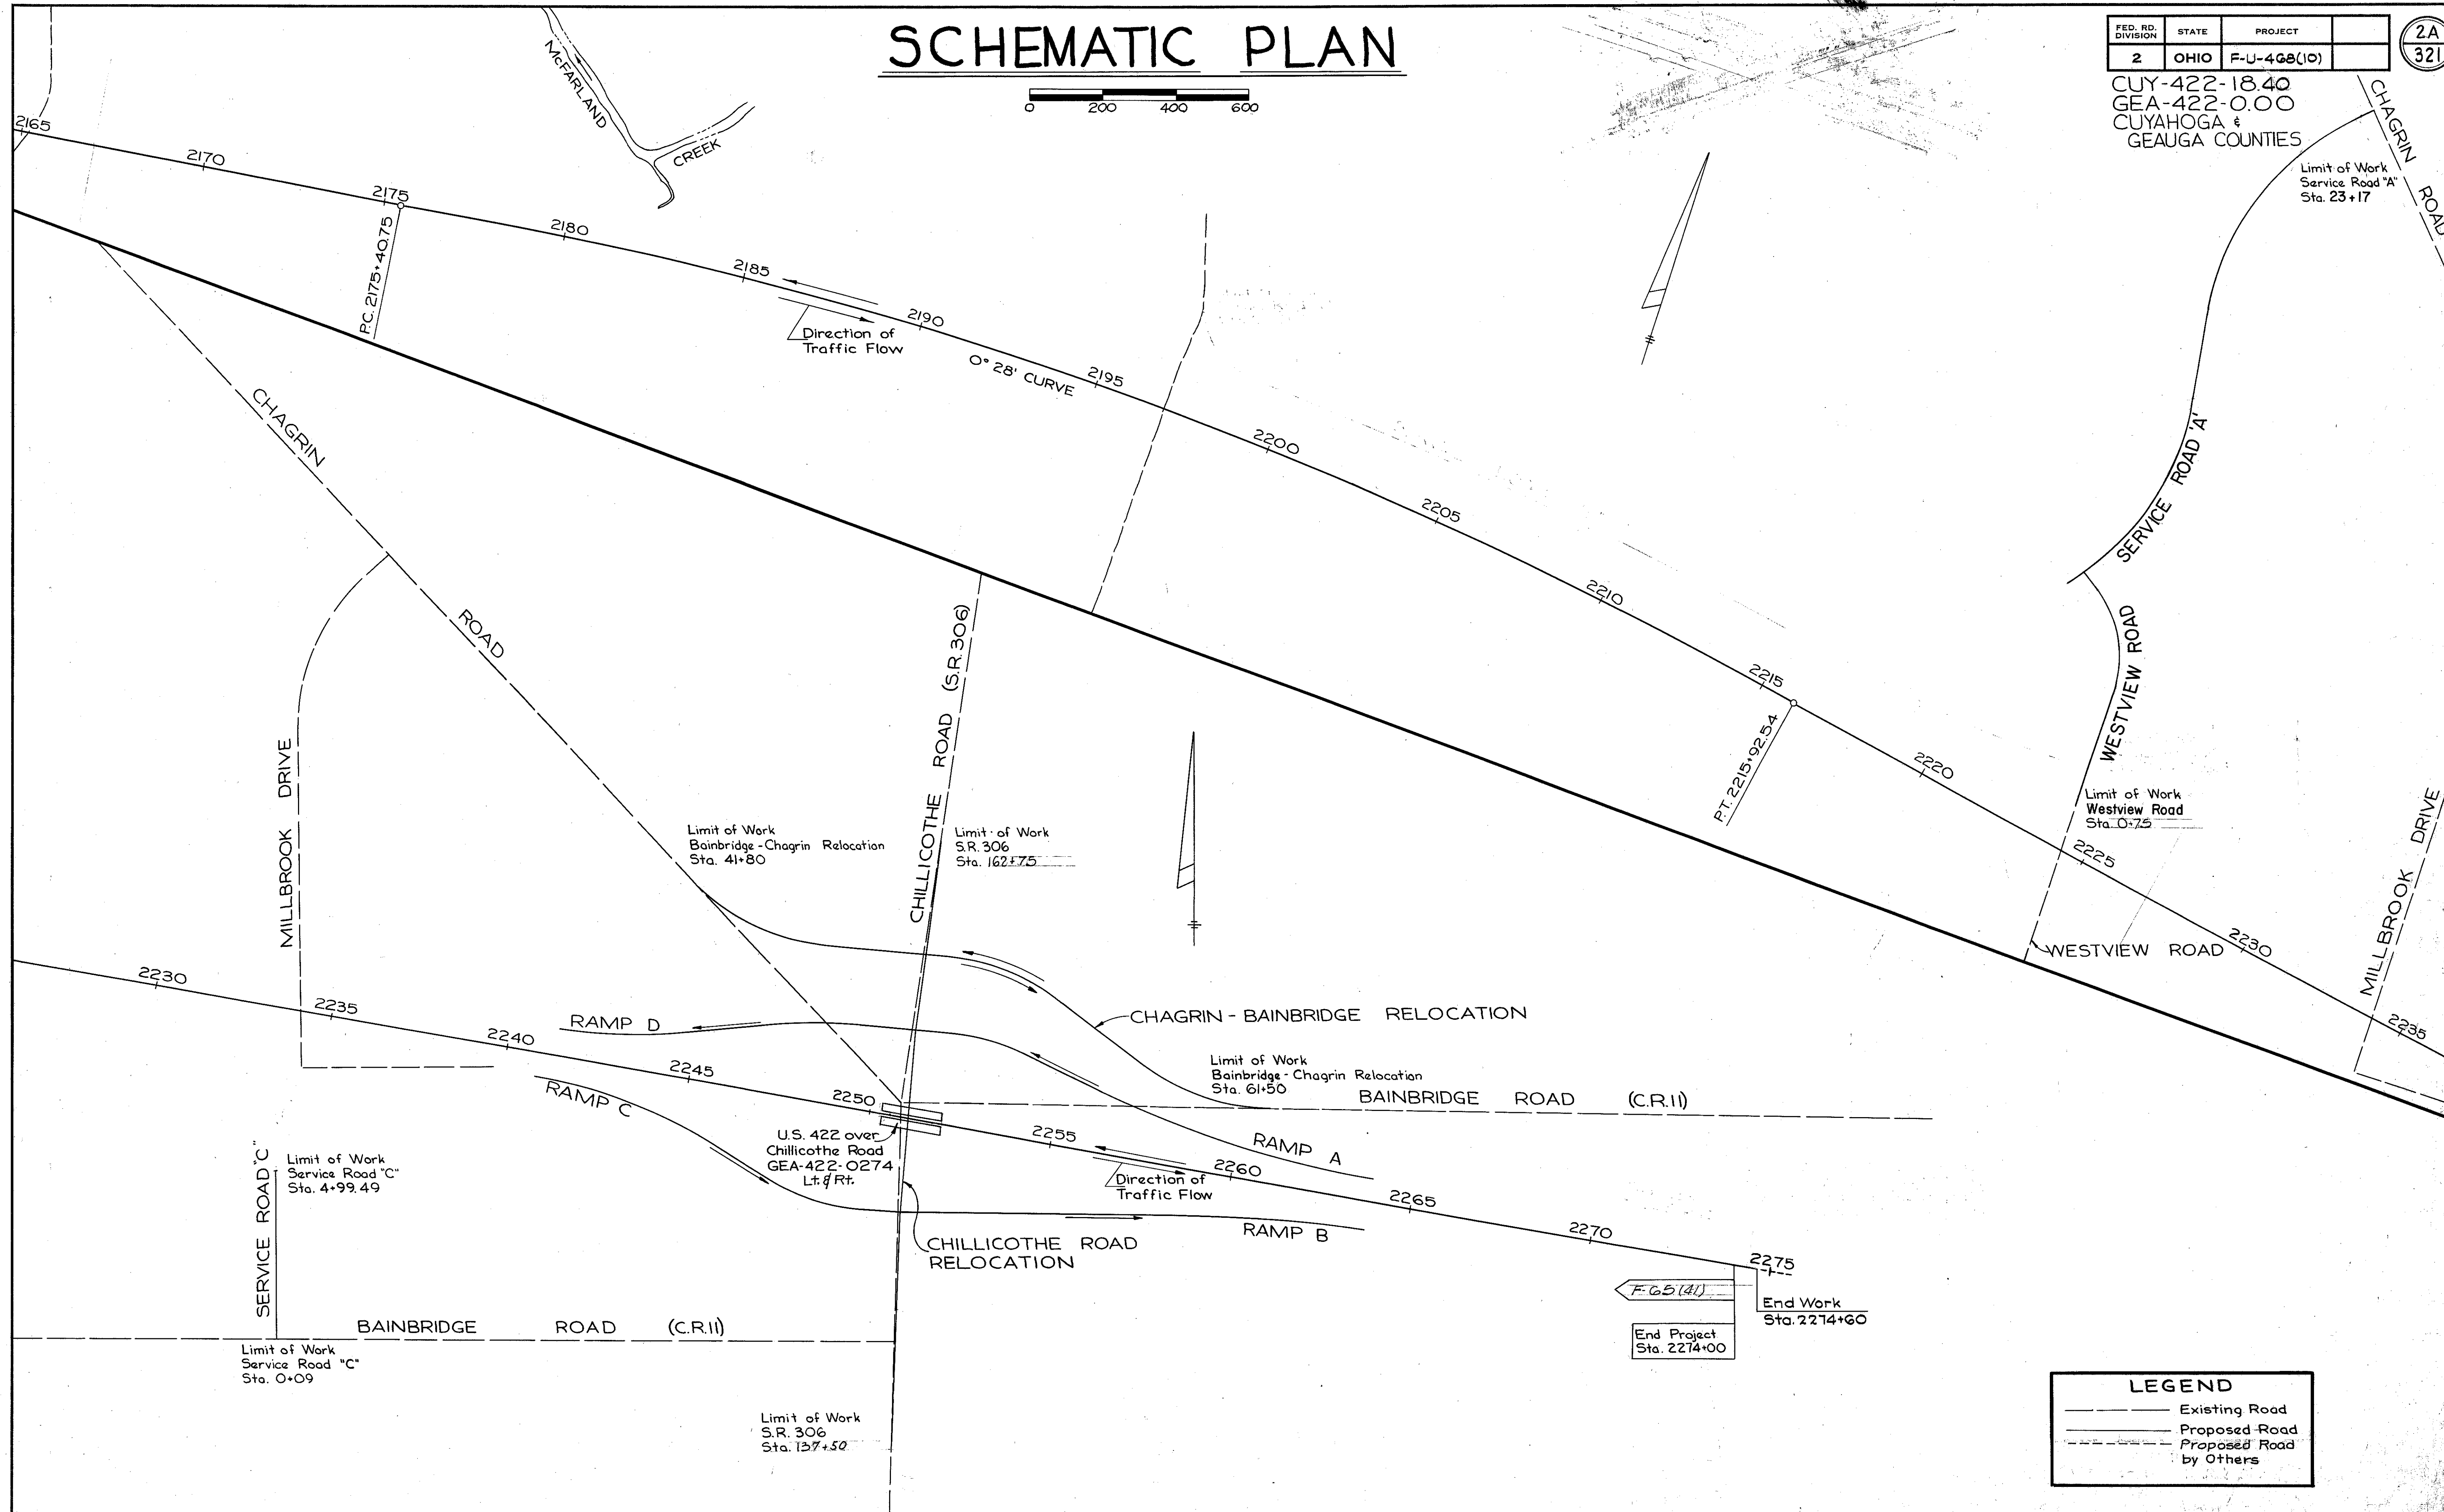 SCHEMATIC PLAN
0 200 400 600
FED. RD. DIVISION STATE PROJECT
2 OHIO F-U-468(10)
2A
321
CUY-422-18.40
GEA-422-0.00
CUYAHOGA &
GEAUGA COUNTIES
McFARLAND
CREEK
2165
2170
2175
2180
2185
2190
2195
2200
2205
2210
2215
2220
2225
2230
2235
P.C. 2175+40.75
Direction of
Traffic Flow
0° 28' CURVE
P.T. 2215+92.54
CHAGRIN ROAD
Limit of Work
Service Road "A"
Sta. 23+17
SERVICE ROAD 'A'
WESTVIEW ROAD
Limit of Work
Westview Road
Sta. 0+75
WESTVIEW ROAD
MILLBROOK DRIVE
CHAGRIN
ROAD
MILLBROOK DRIVE
CHILLICOTHE ROAD (S.R. 306)
Limit of Work
Bainbridge-Chagrin Relocation
Sta. 41+80
Limit of Work
S.R. 306
Sta. 162+75
CHAGRIN-BAINBRIDGE RELOCATION
Limit of Work
Bainbridge-Chagrin Relocation
Sta. 61+50
BAINBRIDGE ROAD (C.R.11)
2230
2235
2240
2245
2250
2255
2260
2265
2270
2275
RAMP D
RAMP C
RAMP A
RAMP B
U.S. 422 over
Chillicothe Road
GEA-422-0274
Lt. & Rt.
Direction of
Traffic Flow
CHILLICOTHE ROAD
RELOCATION
SERVICE ROAD "C"
Limit of Work
Service Road "C"
Sta. 4+99.49
BAINBRIDGE ROAD (C.R.11)
Limit of Work
Service Road "C"
Sta. 0+09
Limit of Work
S.R. 306
Sta. 137+50
F-65(41)
End Work
Sta. 2274+60
End Project
Sta. 2274+00
LEGEND
Existing Road
Proposed Road
Proposed Road
by Others